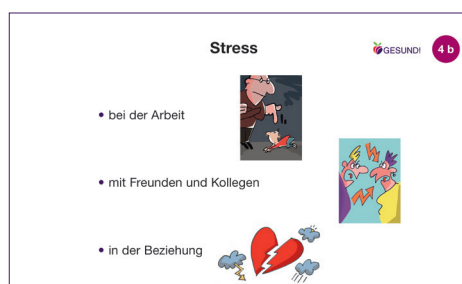 Stress
GESUND!
4 b
• bei der Arbeit
• mit Freunden und Kollegen
• in der Beziehung